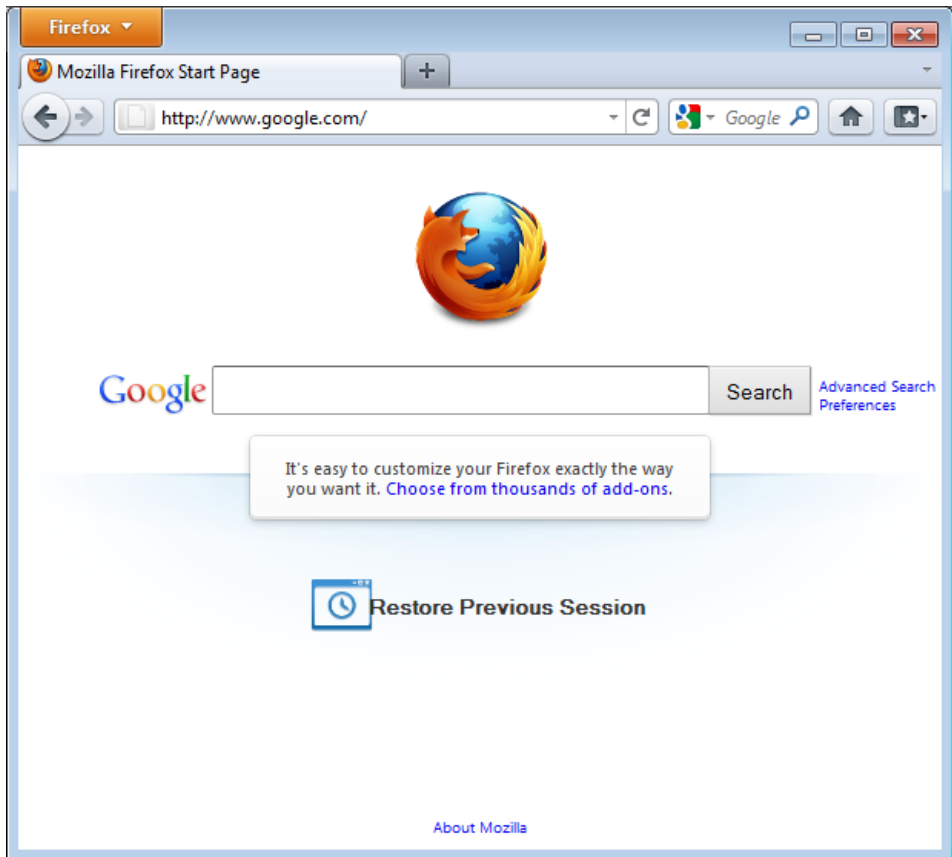 Firefox
Mozilla Firefox Start Page
http://www.google.com/
Google
Google
Search
Advanced Search
Preferences
It's easy to customize your Firefox exactly the way
you want it. Choose from thousands of add-ons.
Restore Previous Session
About Mozilla